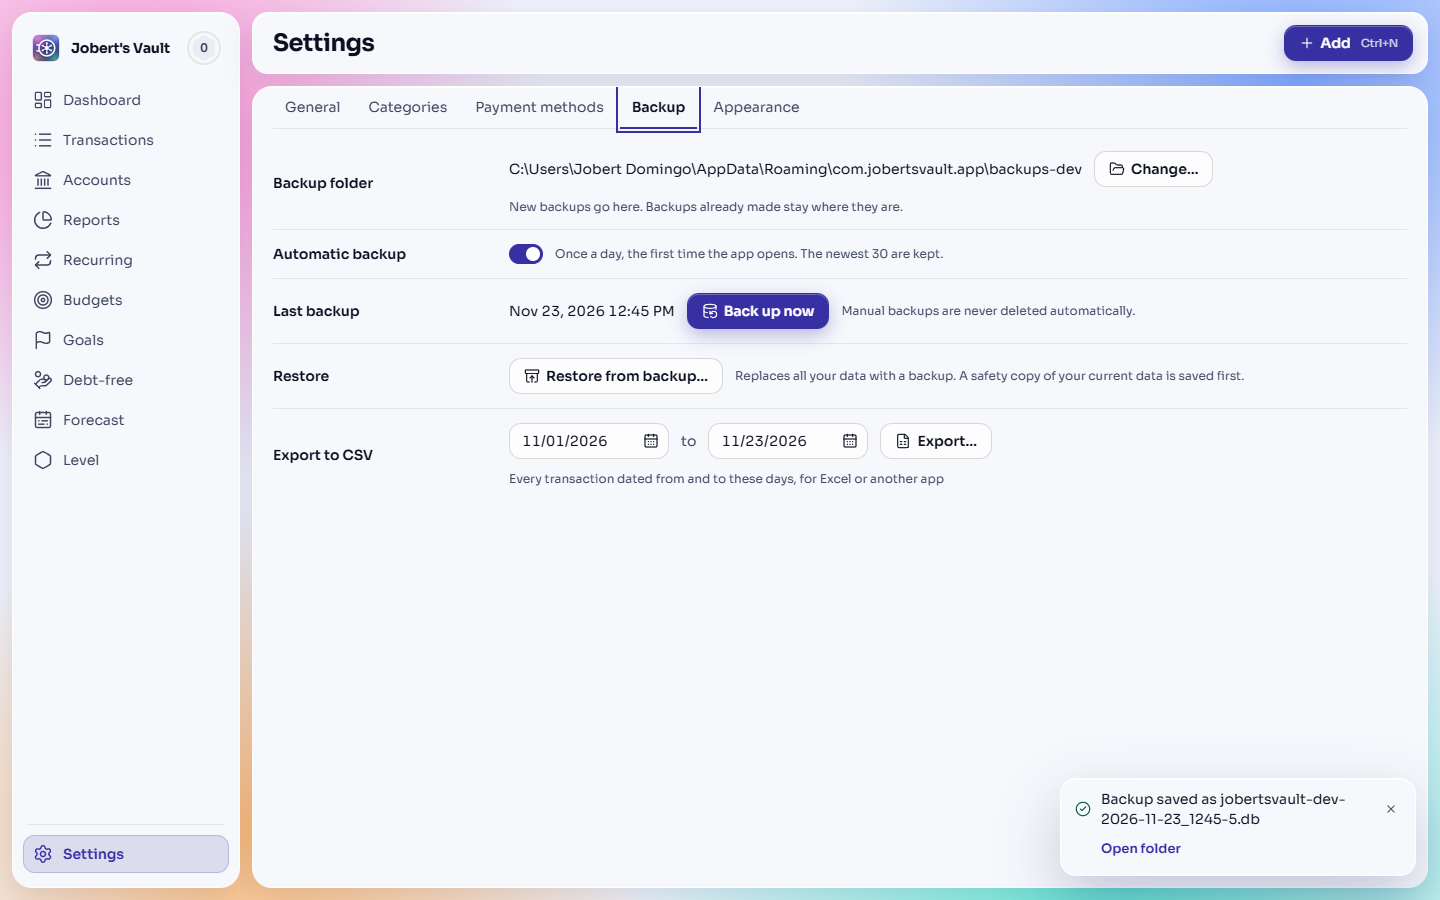 Jobert's Vault
0
Dashboard
Transactions
Accounts
Reports
Recurring
Budgets
Goals
Debt-free
Forecast
Level
Settings
Settings
Add Ctrl+N
General Categories Payment methods Backup Appearance
Backup folder
C:\Users\Jobert Domingo\AppData\Roaming\com.jobertsvault.app\backups-dev Change...
New backups go here. Backups already made stay where they are.
Automatic backup
Once a day, the first time the app opens. The newest 30 are kept.
Last backup
Nov 23, 2026 12:45 PM Back up now Manual backups are never deleted automatically.
Restore
Restore from backup... Replaces all your data with a backup. A safety copy of your current data is saved first.
Export to CSV
11/01/2026 to 11/23/2026 Export...
Every transaction dated from and to these days, for Excel or another app
Backup saved as jobertsvault-dev-
2026-11-23_1245-5.db
Open folder